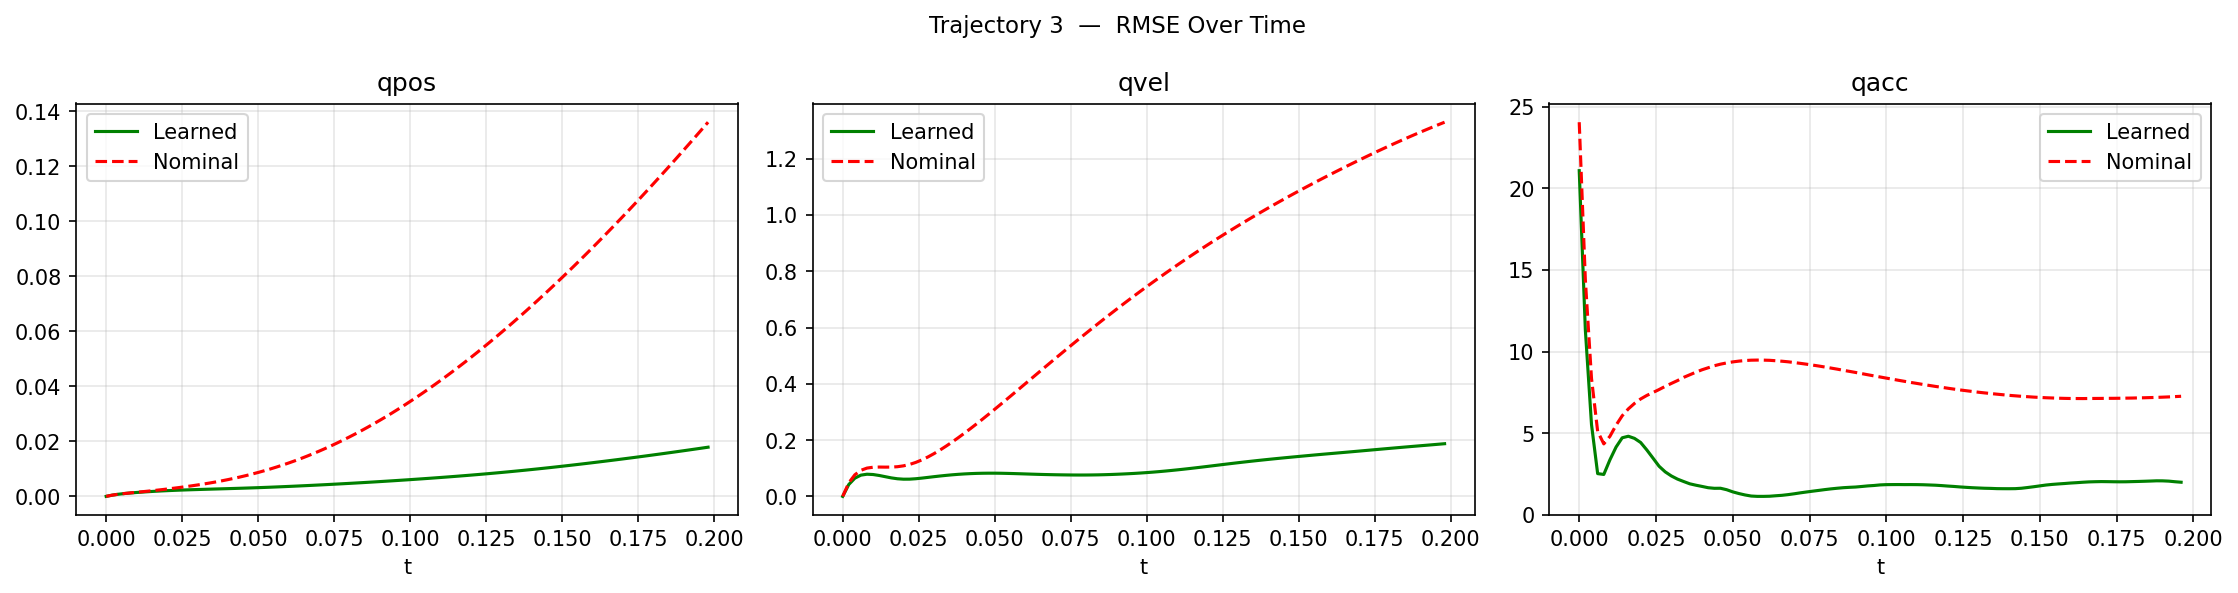 Trajectory 3 — RMSE Over Time
qpos
0.14
0.12
0.10
0.08
0.06
0.04
0.02
0.00
Learned
Nominal
0.000 0.025 0.050 0.075 0.100 0.125 0.150 0.175 0.200
t
qvel
1.2
1.0
0.8
0.6
0.4
0.2
0.0
Learned
Nominal
0.000 0.025 0.050 0.075 0.100 0.125 0.150 0.175 0.200
t
qacc
25
20
15
10
5
0
Learned
Nominal
0.000 0.025 0.050 0.075 0.100 0.125 0.150 0.175 0.200
t